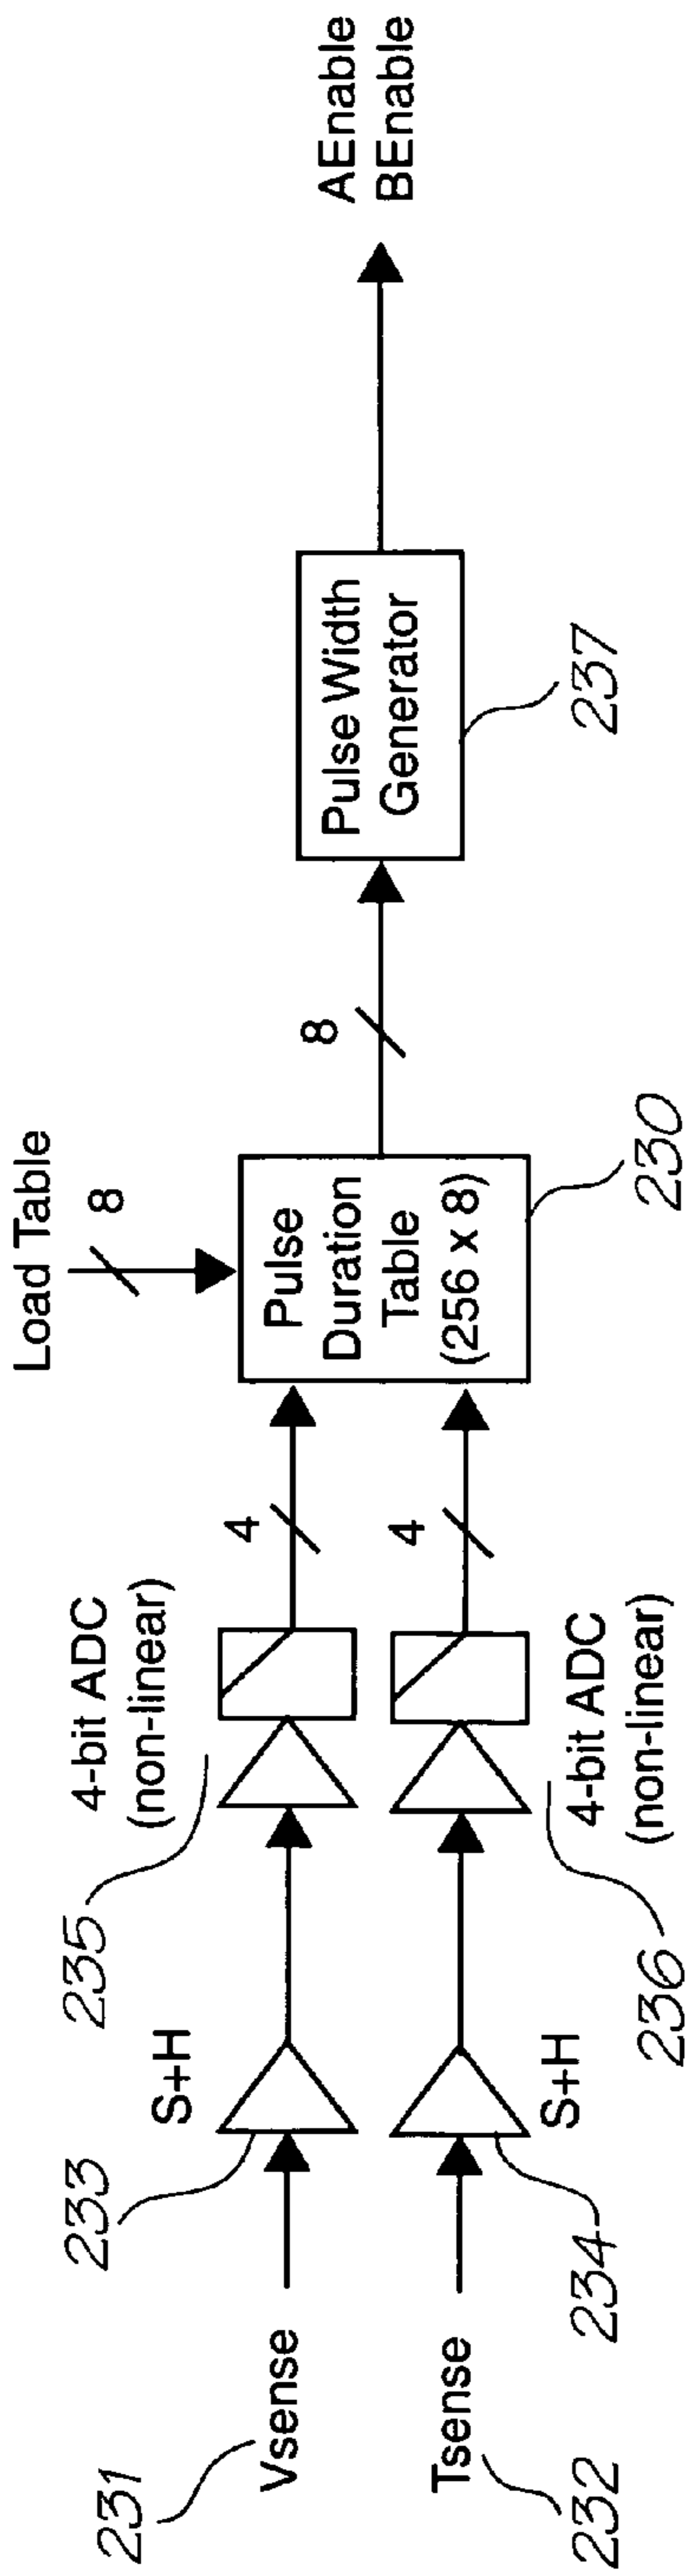 Load Table
8
231
Vsense
233
S+H
235
4-bit ADC
(non-linear)
4
Pulse
Duration
Table
(256 x 8)
230
8
Pulse Width
Generator
237
AEnable
BEnable
232
Tsense
234
S+H
236
4-bit ADC
(non-linear)
4